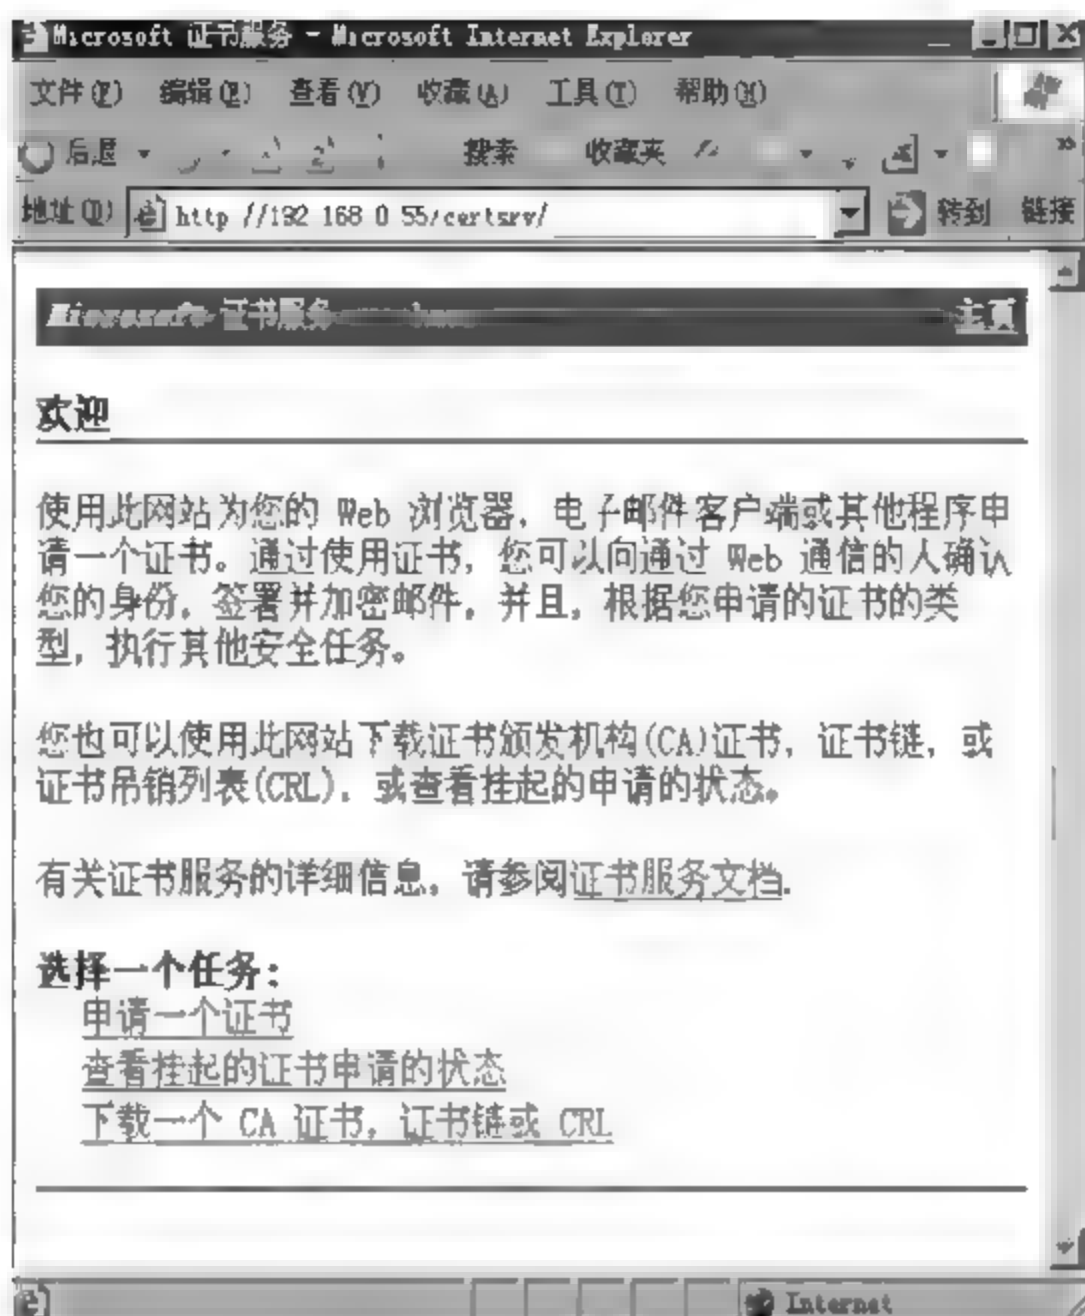 Microsoft 证书服务 - Microsoft Internet Explorer
文件(F) 编辑(E) 查看(V) 收藏(A) 工具(T) 帮助(H)
后退 搜索 收藏夹
地址(D) http //192 168 0 55/certsrv/ 转到 链接
Microsoft 证书服务 主页
欢迎
使用此网站为您的 Web 浏览器，电子邮件客户端或其他程序申
请一个证书。通过使用证书，您可以向通过 Web 通信的人确认
您的身份，签署并加密邮件，并且，根据您申请的证书的类
型，执行其他安全任务。
您也可以使用此网站下载证书颁发机构(CA)证书，证书链，或
证书吊销列表(CRL)，或查看挂起的申请的状态。
有关证书服务的详细信息，请参阅证书服务文档.
选择一个任务：
申请一个证书
查看挂起的证书申请的状态
下载一个 CA 证书，证书链或 CRL
Internet